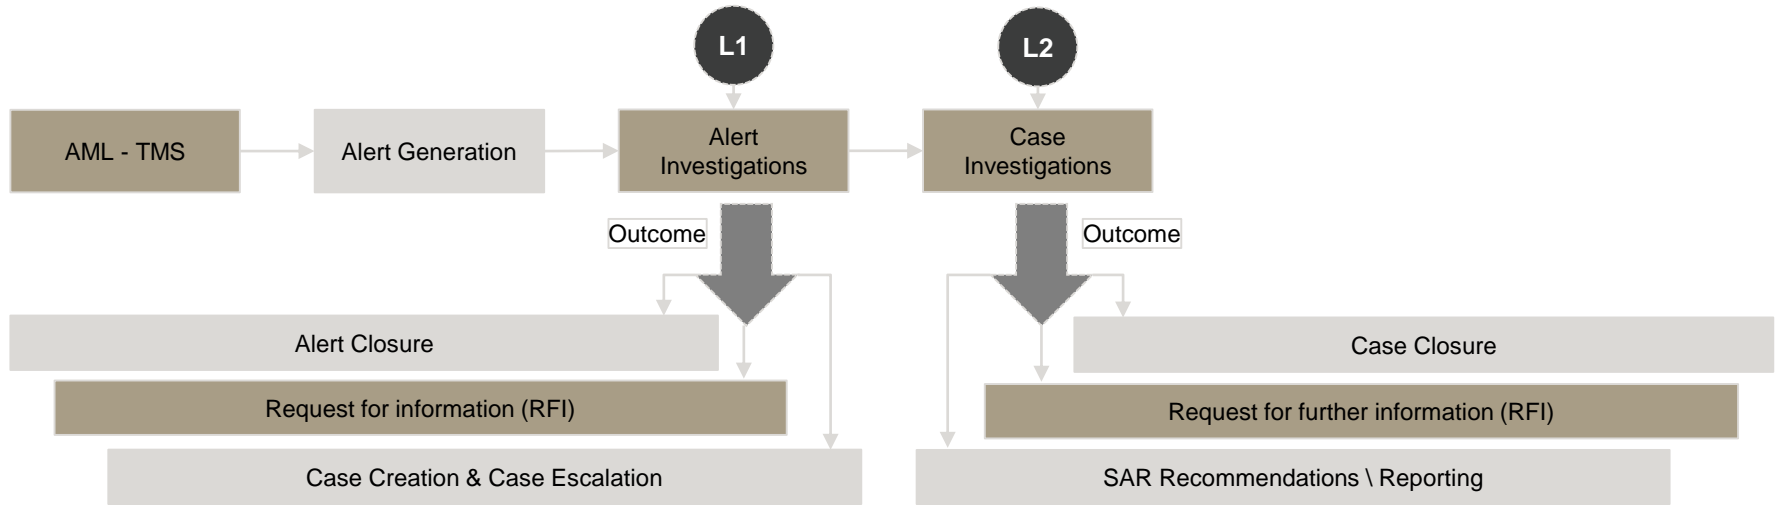 L1
L2
AML - TMS
Alert Generation
Alert
Investigations
Case
Investigations
Outcome
Outcome
Alert Closure
Case Closure
Request for information (RFI)
Request for further information (RFI)
Case Creation & Case Escalation
SAR Recommendations \ Reporting